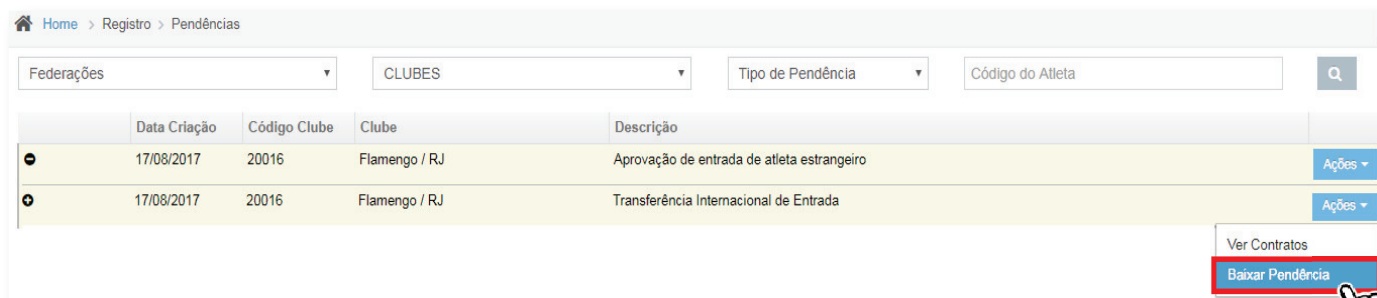 Home > Registro > Pendências
Federações CLUBES Tipo de Pendência Código do Atleta
Data Criação Código Clube Clube Descrição
17/08/2017 20016 Flamengo / RJ Aprovação de entrada de atleta estrangeiro Ações
17/08/2017 20016 Flamengo / RJ Transferência Internacional de Entrada Ações
Ver Contratos
Baixar Pendência